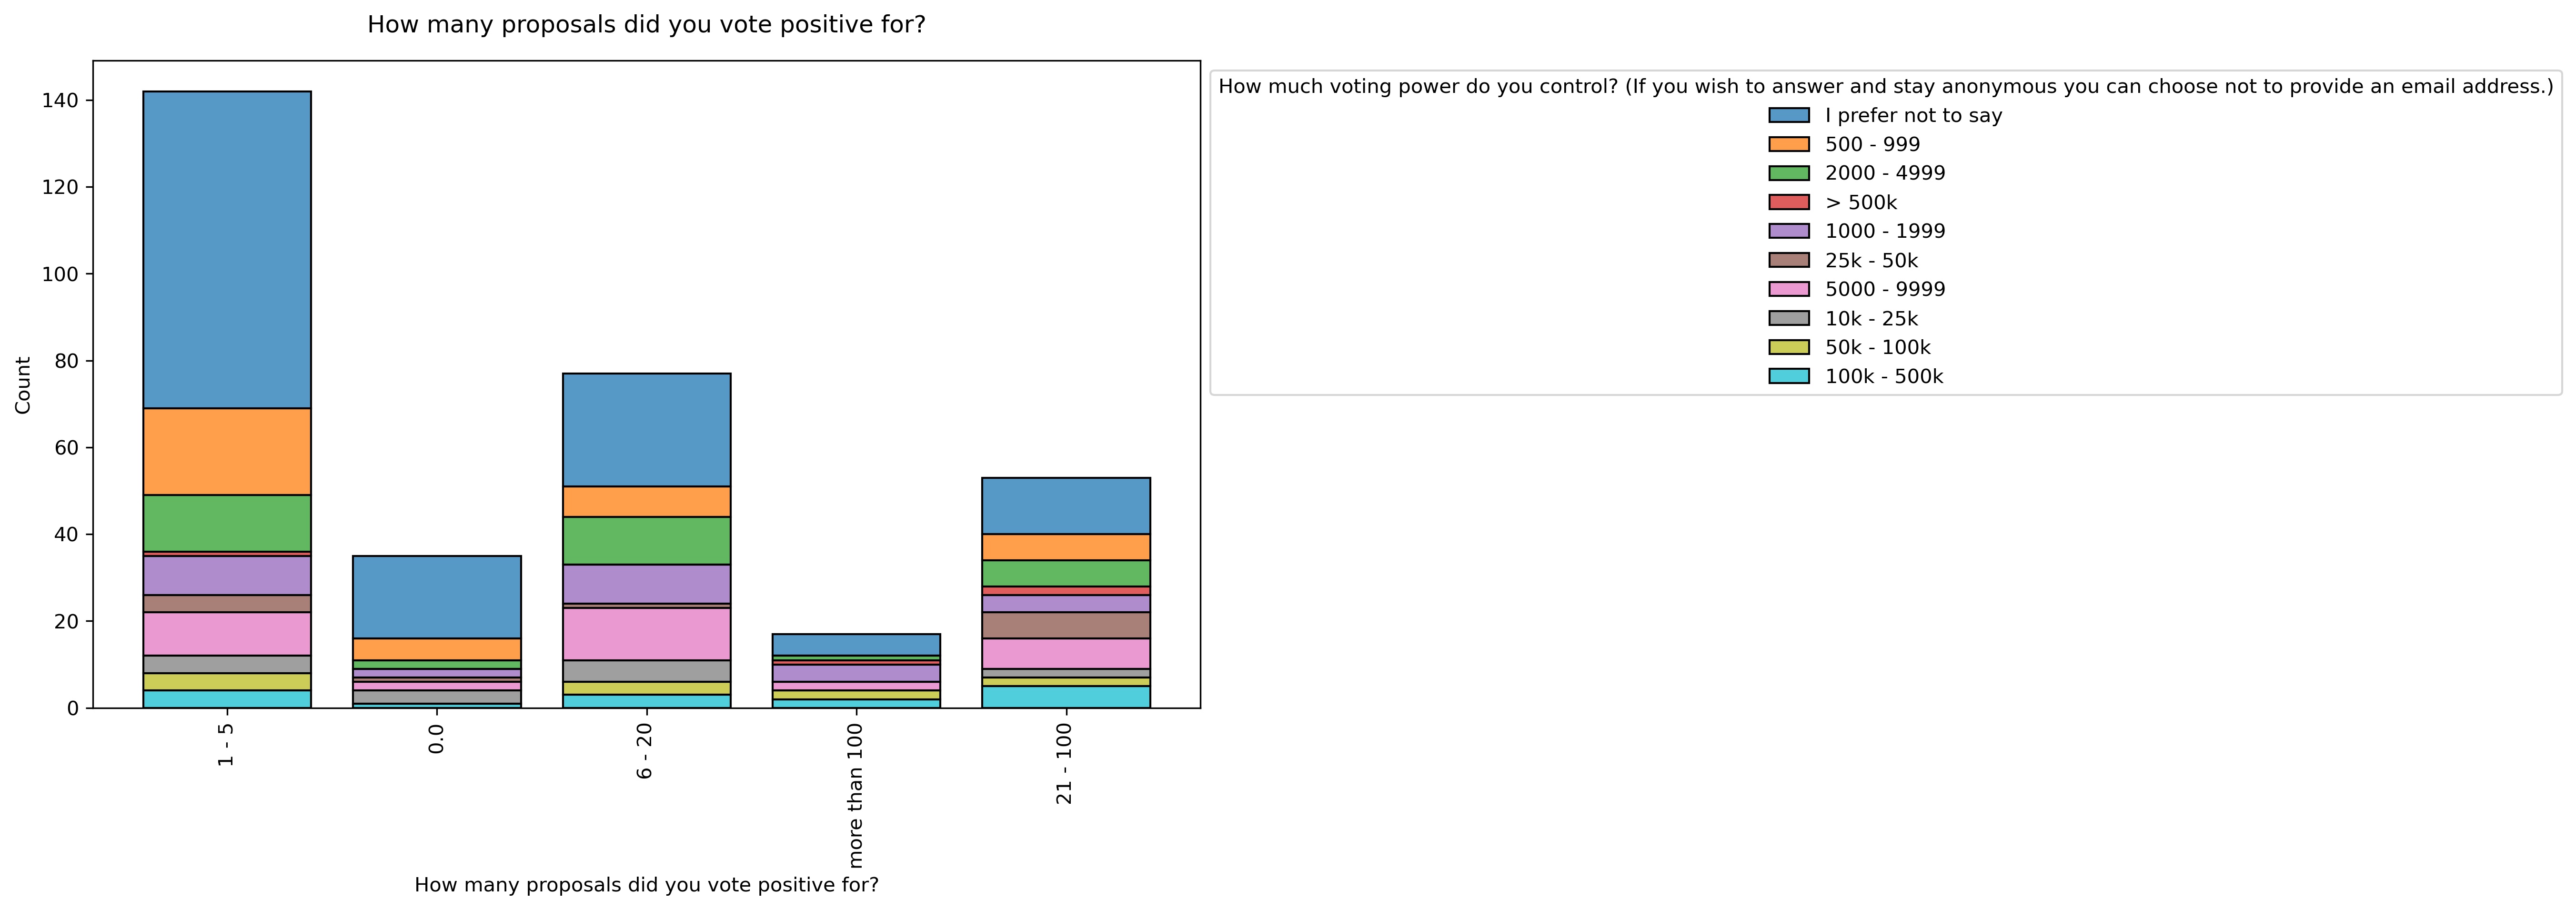 How many proposals did you vote positive for?
Count
140
120
100
80
60
40
20
0
1 - 5
0.0
6 - 20
more than 100
21 - 100
How many proposals did you vote positive for?
How much voting power do you control? (If you wish to answer and stay anonymous you can choose not to provide an email address.)
I prefer not to say
500 - 999
2000 - 4999
> 500k
1000 - 1999
25k - 50k
5000 - 9999
10k - 25k
50k - 100k
100k - 500k